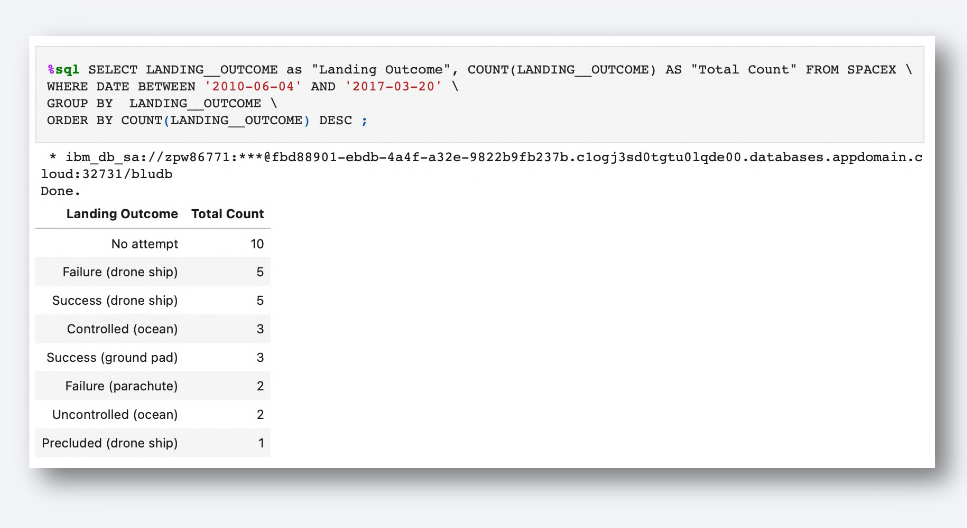 %sql SELECT LANDING__OUTCOME as "Landing Outcome", COUNT(LANDING__OUTCOME) AS "Total Count" FROM SPACEX \
WHERE DATE BETWEEN '2010-06-04' AND '2017-03-20' \
GROUP BY  LANDING__OUTCOME \
ORDER BY COUNT(LANDING__OUTCOME) DESC ;
* ibm_db_sa://zpw86771:***@fbd88901-ebdb-4a4f-a32e-9822b9fb237b.c1ogj3sd0tgtu0lqde00.databases.appdomain.c
loud:32731/bludb
Done.
Landing Outcome Total Count
No attempt 10
Failure (drone ship) 5
Success (drone ship) 5
Controlled (ocean) 3
Success (ground pad) 3
Failure (parachute) 2
Uncontrolled (ocean) 2
Precluded (drone ship) 1